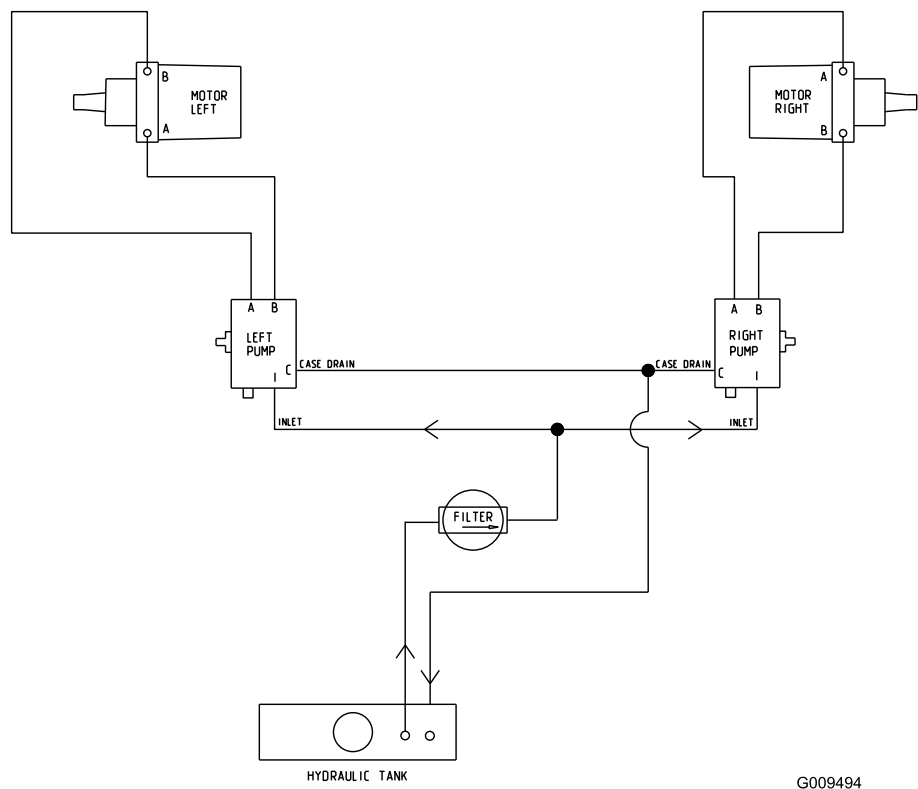 B
MOTOR
LEFT
A
A
MOTOR
RIGHT
B
A B
LEFT
PUMP
C
I
CASE DRAIN
INLET
A B
RIGHT
PUMP
C
I
CASE DRAIN
INLET
FILTER
HYDRAULIC TANK
G009494